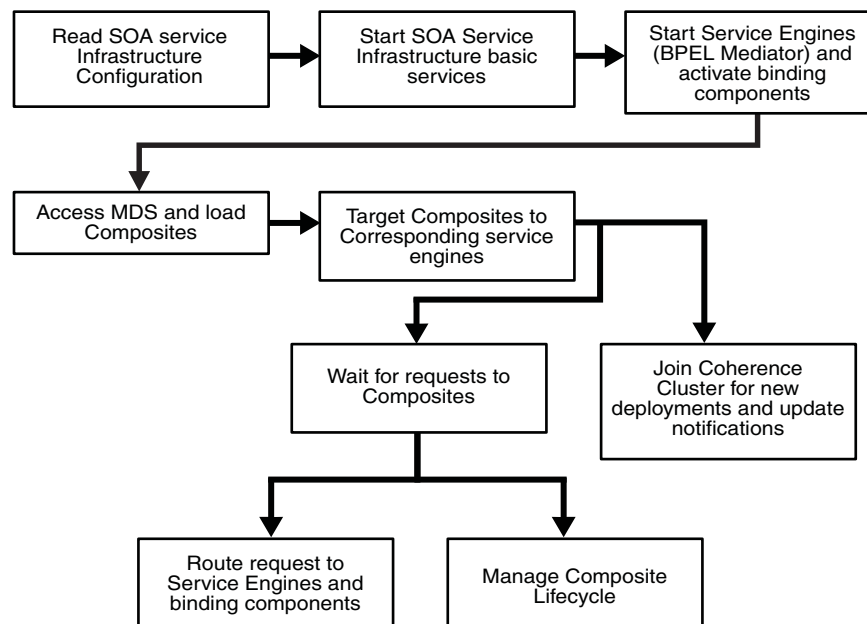 Read SOA service
Infrastructure
Configuration
Start SOA Service
Infrastructure basic
services
Start Service Engines
(BPEL Mediator) and
activate binding
components
Access MDS and load
Composites
Target Composites to
Corresponding service
engines
Wait for requests to
Composites
Join Coherence
Cluster for new
deployments and update
notifications
Route request to
Service Engines and
binding components
Manage Composite
Lifecycle